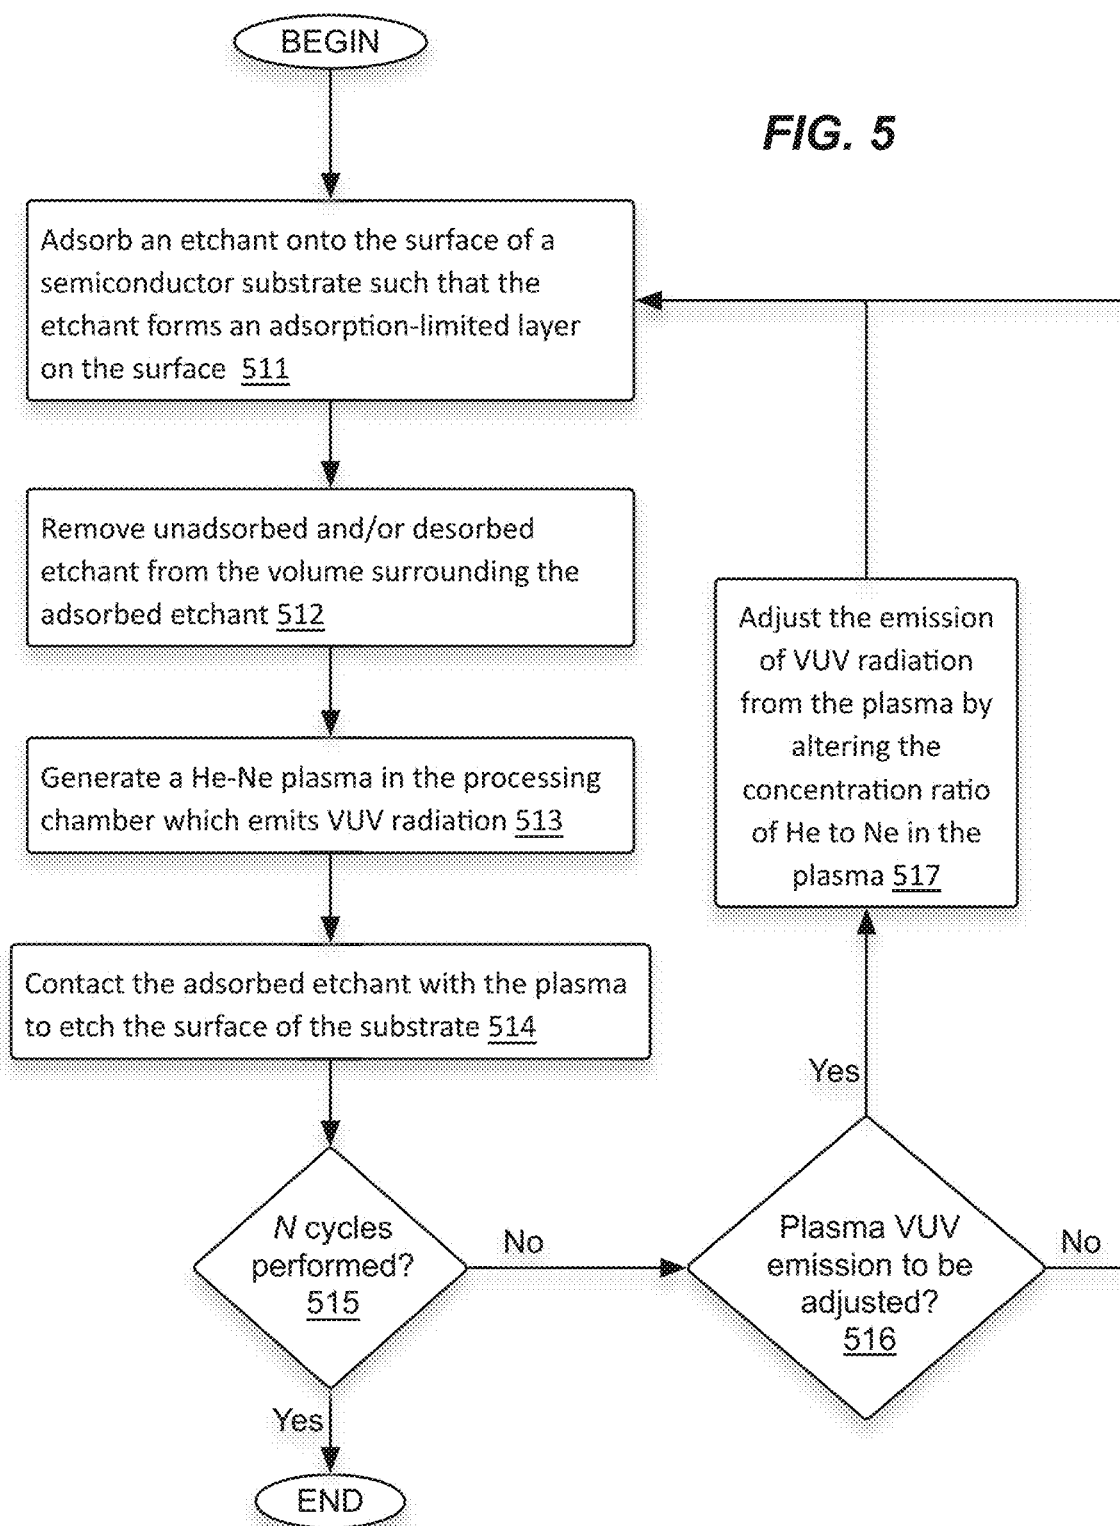 BEGIN
FIG. 5
Adsorb an etchant onto the surface of a
semiconductor substrate such that the
etchant forms an adsorption-limited layer
on the surface 511
Remove unadsorbed and/or desorbed
etchant from the volume surrounding the
adsorbed etchant 512
Generate a He-Ne plasma in the processing
chamber which emits VUV radiation 513
Contact the adsorbed etchant with the plasma
to etch the surface of the substrate 514
N cycles
performed?
515
Yes
END
No
Plasma VUV
emission to be
adjusted?
516
No
Yes
Adjust the emission
of VUV radiation
from the plasma by
altering the
concentration ratio
of He to Ne in the
plasma 517